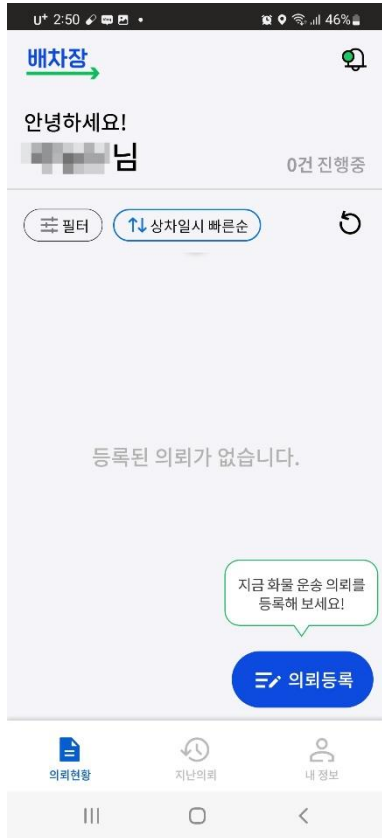 U+ 2:50
46%
배차장
안녕하세요!
님
0건 진행중
필터
상차일시 빠른순
등록된 의뢰가 없습니다.
지금 화물 운송 의뢰를
등록해 보세요!
의뢰등록
의뢰현황
지난의뢰
내 정보